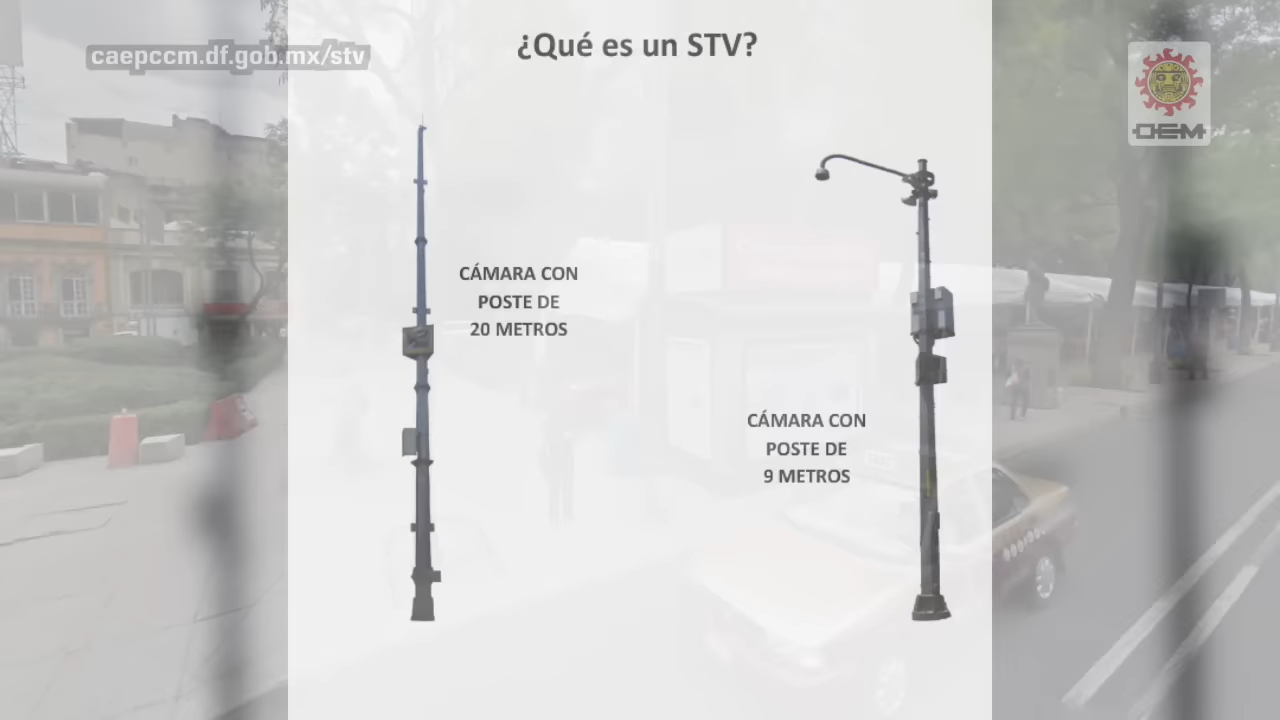 ¿Qué es un STV?
caepccm.df.gob.mx/stv
OEM
CÁMARA CON
POSTE DE
20 METROS
CÁMARA CON
POSTE DE
9 METROS